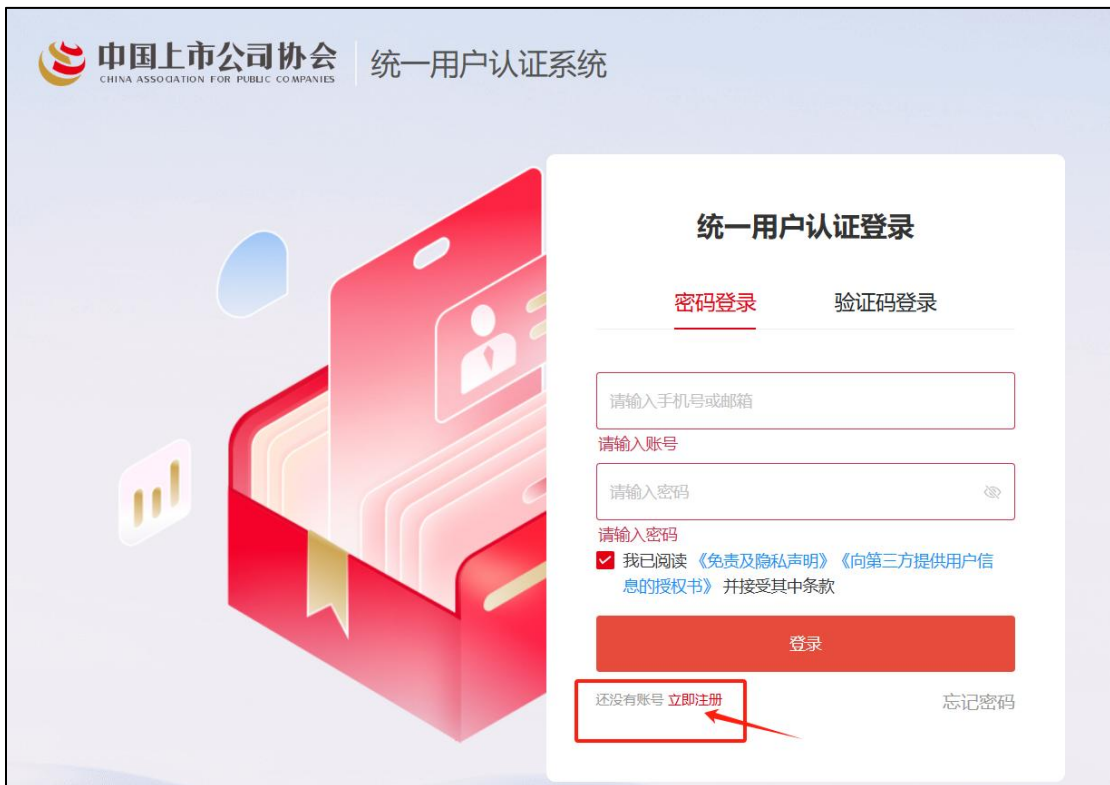 中国上市公司协会
CHINA ASSOCIATION FOR PUBLIC COMPANIES
统一用户认证系统
统一用户认证登录
密码登录 验证码登录
请输入手机号或邮箱
请输入账号
请输入密码
请输入密码
我已阅读 《免责及隐私声明》《向第三方提供用户信
息的授权书》 并接受其中条款
登录
还没有账号 立即注册 忘记密码